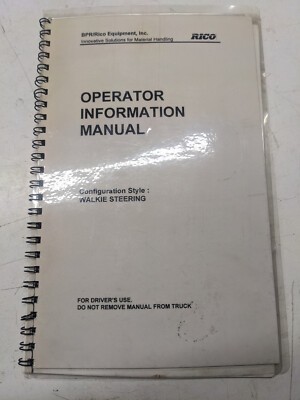 BPR/Rico Equipment, Inc.
Innovative Solutions for Material Handling
RICO
OPERATOR
INFORMATION
MANUAL
Configuration Style :
WALKIE STEERING
FOR DRIVER'S USE.
DO NOT REMOVE MANUAL FROM TRUCK